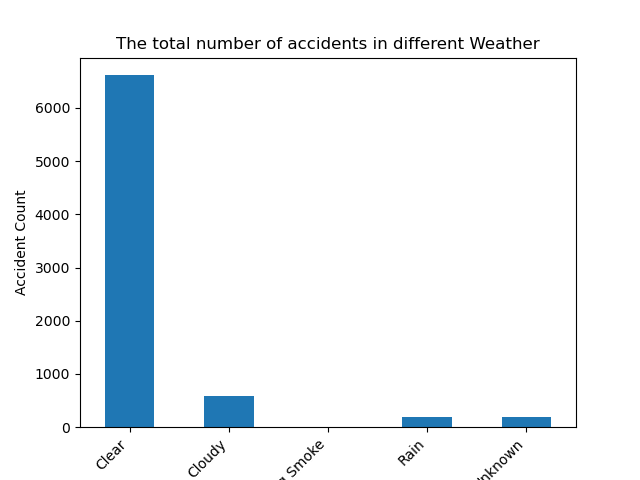 The total number of accidents in different Weather
Accident Count
6000
5000
4000
3000
2000
1000
0
Clear
Cloudy
Smoke
Rain